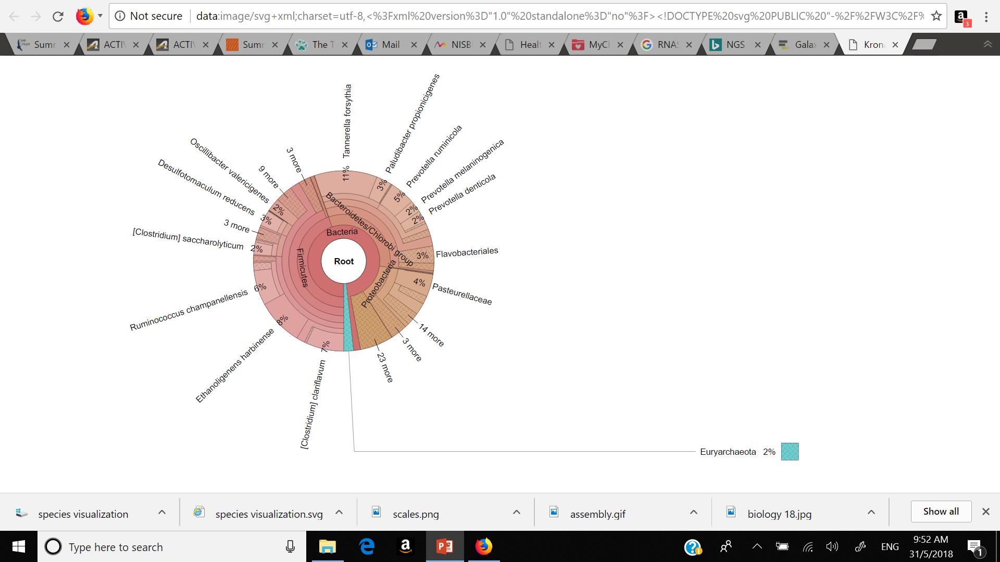 Not secure
data:image/svg+xml;charset=utf-8,<%3Fxml%20version%3D"1.0"%20standalone%3D"no"%3F><!DOCTYPE%20svg%20PUBLIC%20"-%2F%2FW3C%2F%
3
Sum
ACTI
ACTI
Sum
The T
Mail
NISB
Healt
MyC
RNAS
NGS
Gala
Kron
Tannerella forsythia
11%
Paludibacter propionicigenes
3%
Prevotella ruminicola
5%
Prevotella melaninogenica
2%
Prevotella denticola
2%
Flavobacteriales
3%
Pasteurellaceae
4%
14 more
3 more
23 more
[Clostridium] clariflavum
7%
Ethanoligenens harbinense
8%
Ruminococcus champanellensis
6%
[Clostridium] saccharolyticum
2%
3 more
Desulfotomaculum reducens
3%
Oscillibacter valericigenes
2%
9 more
3 more
Bacteroidetes/Chlorobi group
Bacteria
Firmicutes
Proteobacteria
Root
Euryarchaeota 2%
species visualization
species visualization.svg
scales.png
assembly.gif
biology 18.jpg
Show all
Type here to search
ENG
9:52 AM
31/5/2018
1